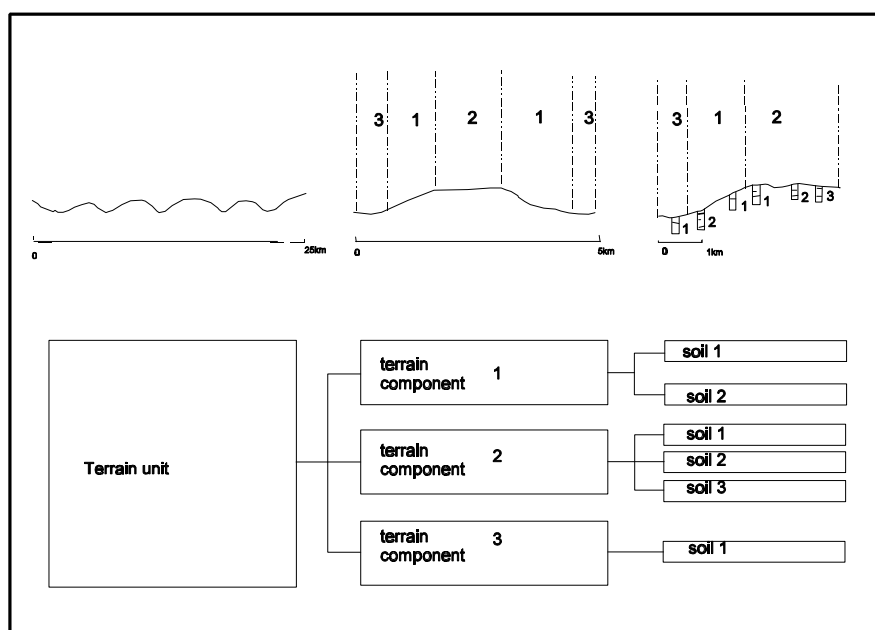 3 1 2 1 3
3 1 2
1 2 1 1 2 3
0 25km
0 5km
0 1km
Terrain unit
terrain
component 1
terrain
component 2
terrain
component 3
soil 1
soil 2
soil 1
soil 2
soil 3
soil 1